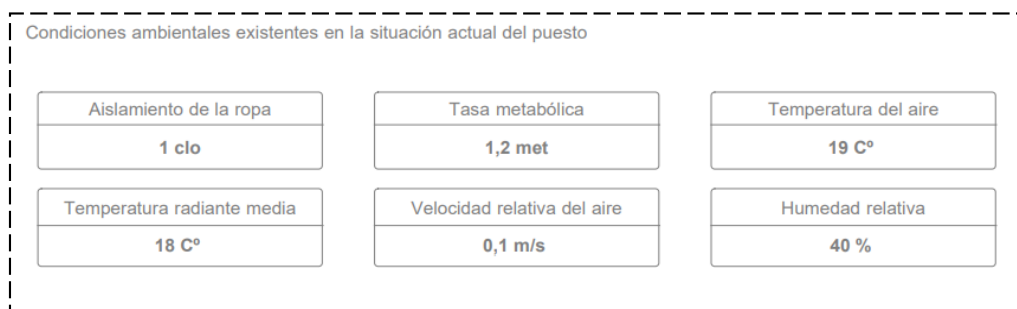 Condiciones ambientales existentes en la situación actual del puesto
Aislamiento de la ropa
Tasa metabólica
Temperatura del aire
1 clo
1,2 met
19 Cº
Temperatura radiante media
Velocidad relativa del aire
Humedad relativa
18 Cº
0,1 m/s
40 %